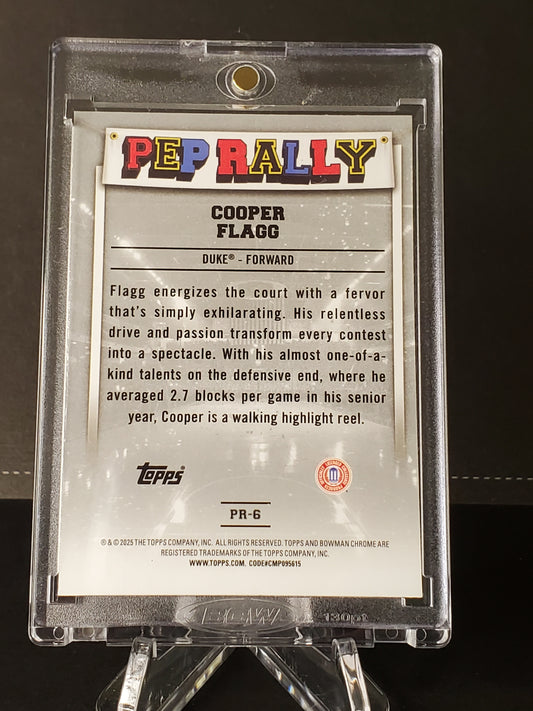 PEP RALLY
COOPER
FLAGG
DUKE® - FORWARD
Flagg energizes the court with a fervor
that's simply exhilarating. His relentless
drive and passion transform every contest
into a spectacle. With his almost one-of-a-
kind talents on the defensive end, where he
averaged 2.7 blocks per game in his senior
year, Cooper is a walking highlight reel.
topps®
PR-6
® & © 2025 THE TOPPS COMPANY, INC. ALL RIGHTS RESERVED. TOPPS AND BOWMAN CHROME ARE
REGISTERED TRADEMARKS OF THE TOPPS COMPANY, INC.
WWW.TOPPS.COM. CODE#CMP095615
BCW 130pt